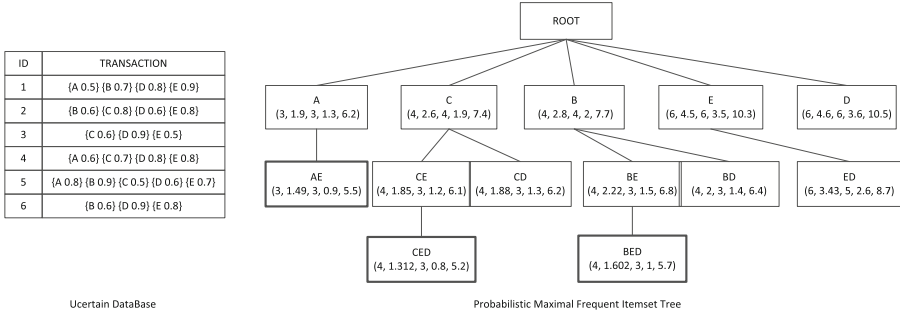 ID TRANSACTION
1 {A 0.5} {B 0.7} {D 0.8} {E 0.9}
2 {B 0.6} {C 0.8} {D 0.6} {E 0.8}
3 {C 0.6} {D 0.9} {E 0.5}
4 {A 0.6} {C 0.7} {D 0.8} {E 0.8}
5 {A 0.8} {B 0.9} {C 0.5} {D 0.6} {E 0.7}
6 {B 0.6} {D 0.9} {E 0.8}
Ucertain DataBase
ROOT
A
(3, 1.9, 3, 1.3, 6.2)
C
(4, 2.6, 4, 1.9, 7.4)
B
(4, 2.8, 4, 2, 7.7)
E
(6, 4.5, 6, 3.5, 10.3)
D
(6, 4.6, 6, 3.6, 10.5)
AE
(3, 1.49, 3, 0.9, 5.5)
CE
(4, 1.85, 3, 1.2, 6.1)
CD
(4, 1.88, 3, 1.3, 6.2)
BE
(4, 2.22, 3, 1.5, 6.8)
BD
(4, 2, 3, 1.4, 6.4)
ED
(6, 3.43, 5, 2.6, 8.7)
CED
(4, 1.312, 3, 0.8, 5.2)
BED
(4, 1.602, 3, 1, 5.7)
Probabilistic Maximal Frequent Itemset Tree